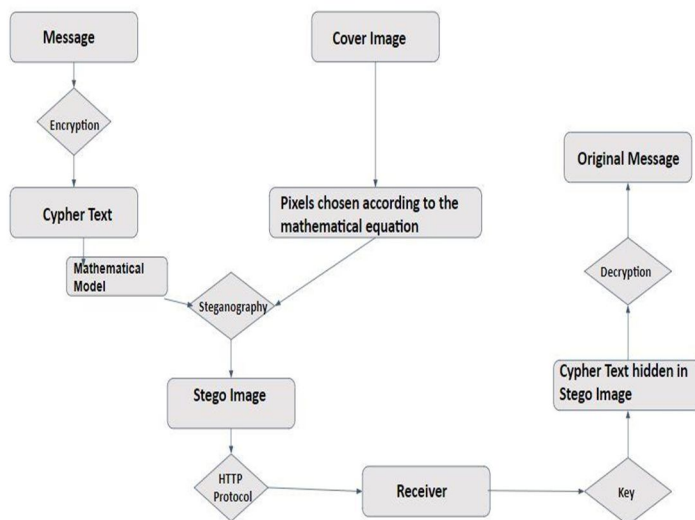 Message
Cover Image
Encryption
Original Message
Cypher Text
Pixels chosen according to the
mathematical equation
Mathematical
Model
Steganography
Decryption
Stego Image
Cypher Text hidden in
Stego Image
HTTP
Protocol
Receiver
Key